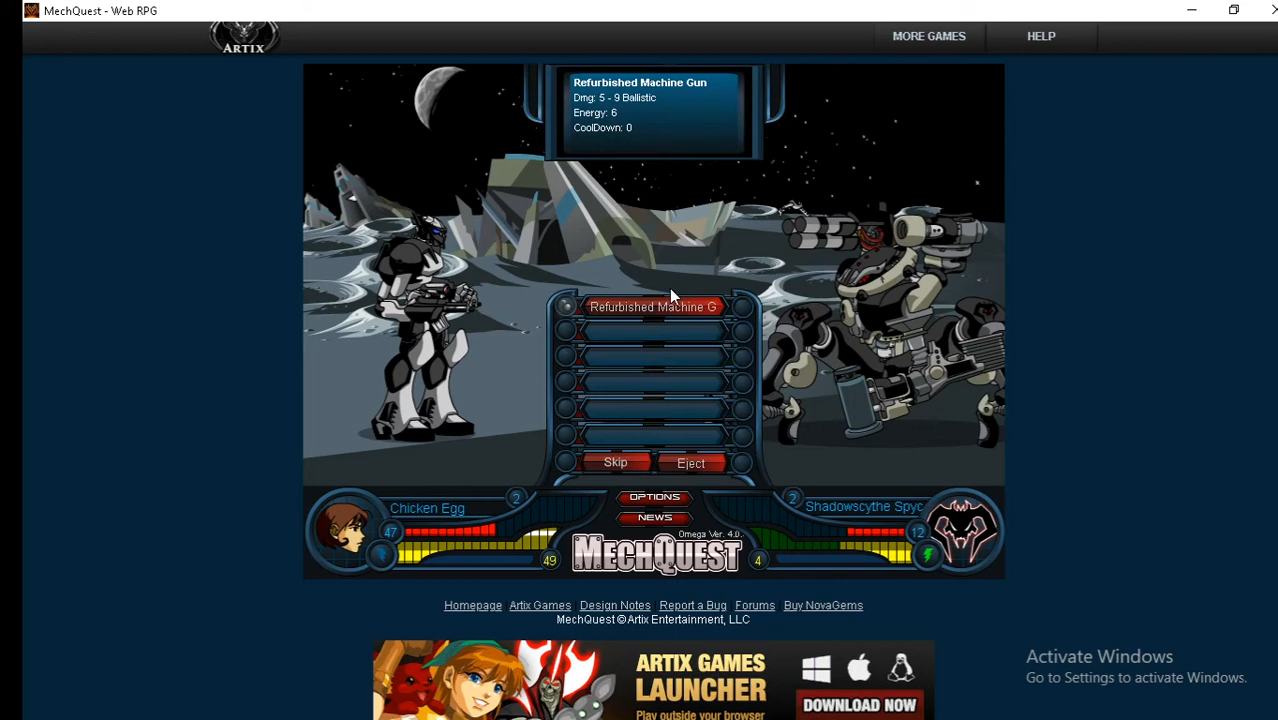 MechQuest - Web RPG
ARTIX
MORE GAMES
HELP
Refurbished Machine Gun
Dmg: 5 - 9 Ballistic
Energy: 6
CoolDown: 0
Refurbished Machine G
Skip
Eject
OPTIONS
NEWS
Chicken Egg
2
2
Shadowscythe Spyc
47
12
Omega Ver. 4.0.
MECHQUEST
49
4
Homepage Artix Games Design Notes Report a Bug Forums Buy NovaGems
MechQuest ©Artix Entertainment, LLC
ARTIX GAMES
LAUNCHER
Play outside your browser
DOWNLOAD NOW
Activate Windows
Go to Settings to activate Windows.